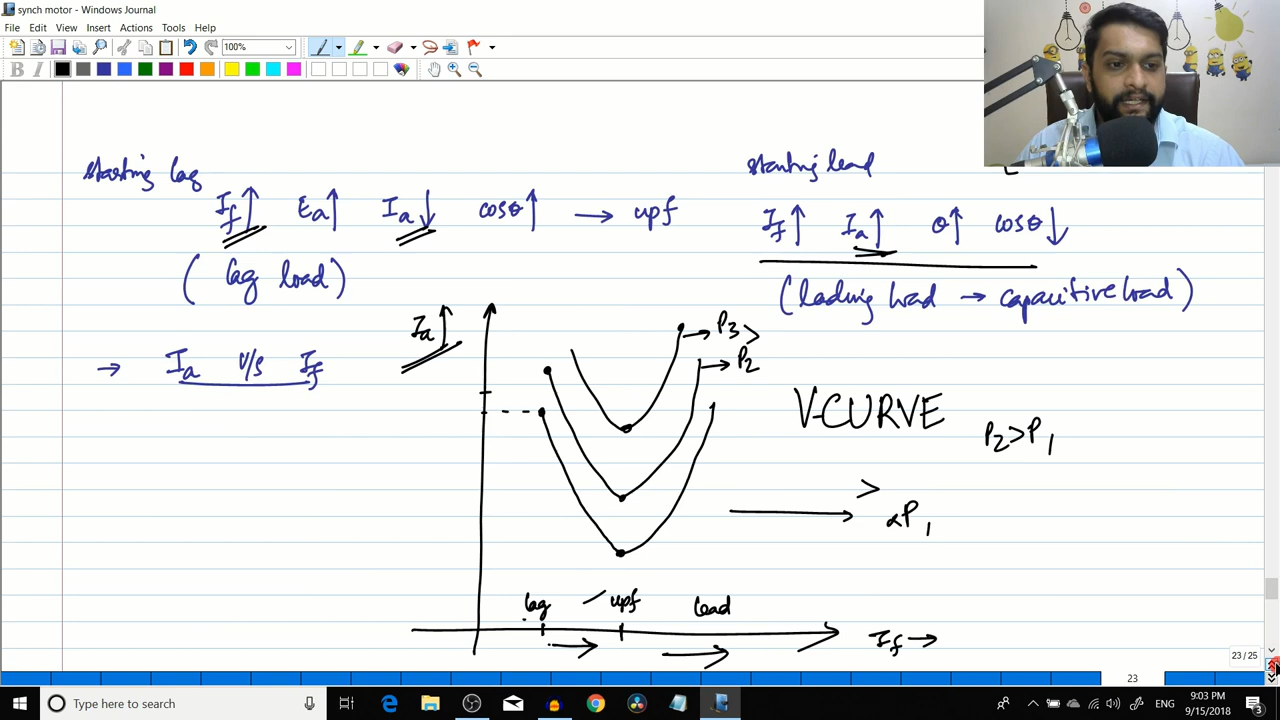 synch motor - Windows Journal
File Edit View Insert Actions Tools Help
100%
B I
starting lag
If↑ Ea↑ Ia↓ cosθ↑ → upf
(lag load)
starting lead
If↑ Ia↑ θ↑ cosθ↓
(leading load → capacitive load)
→ Ia v/s If
Ia↑
→ P3 >
→ P2
V-CURVE
P2 > P1
>
αP1
lag upf lead
If →
23 / 25
23
Type here to search
9:03 PM
9/15/2018
3